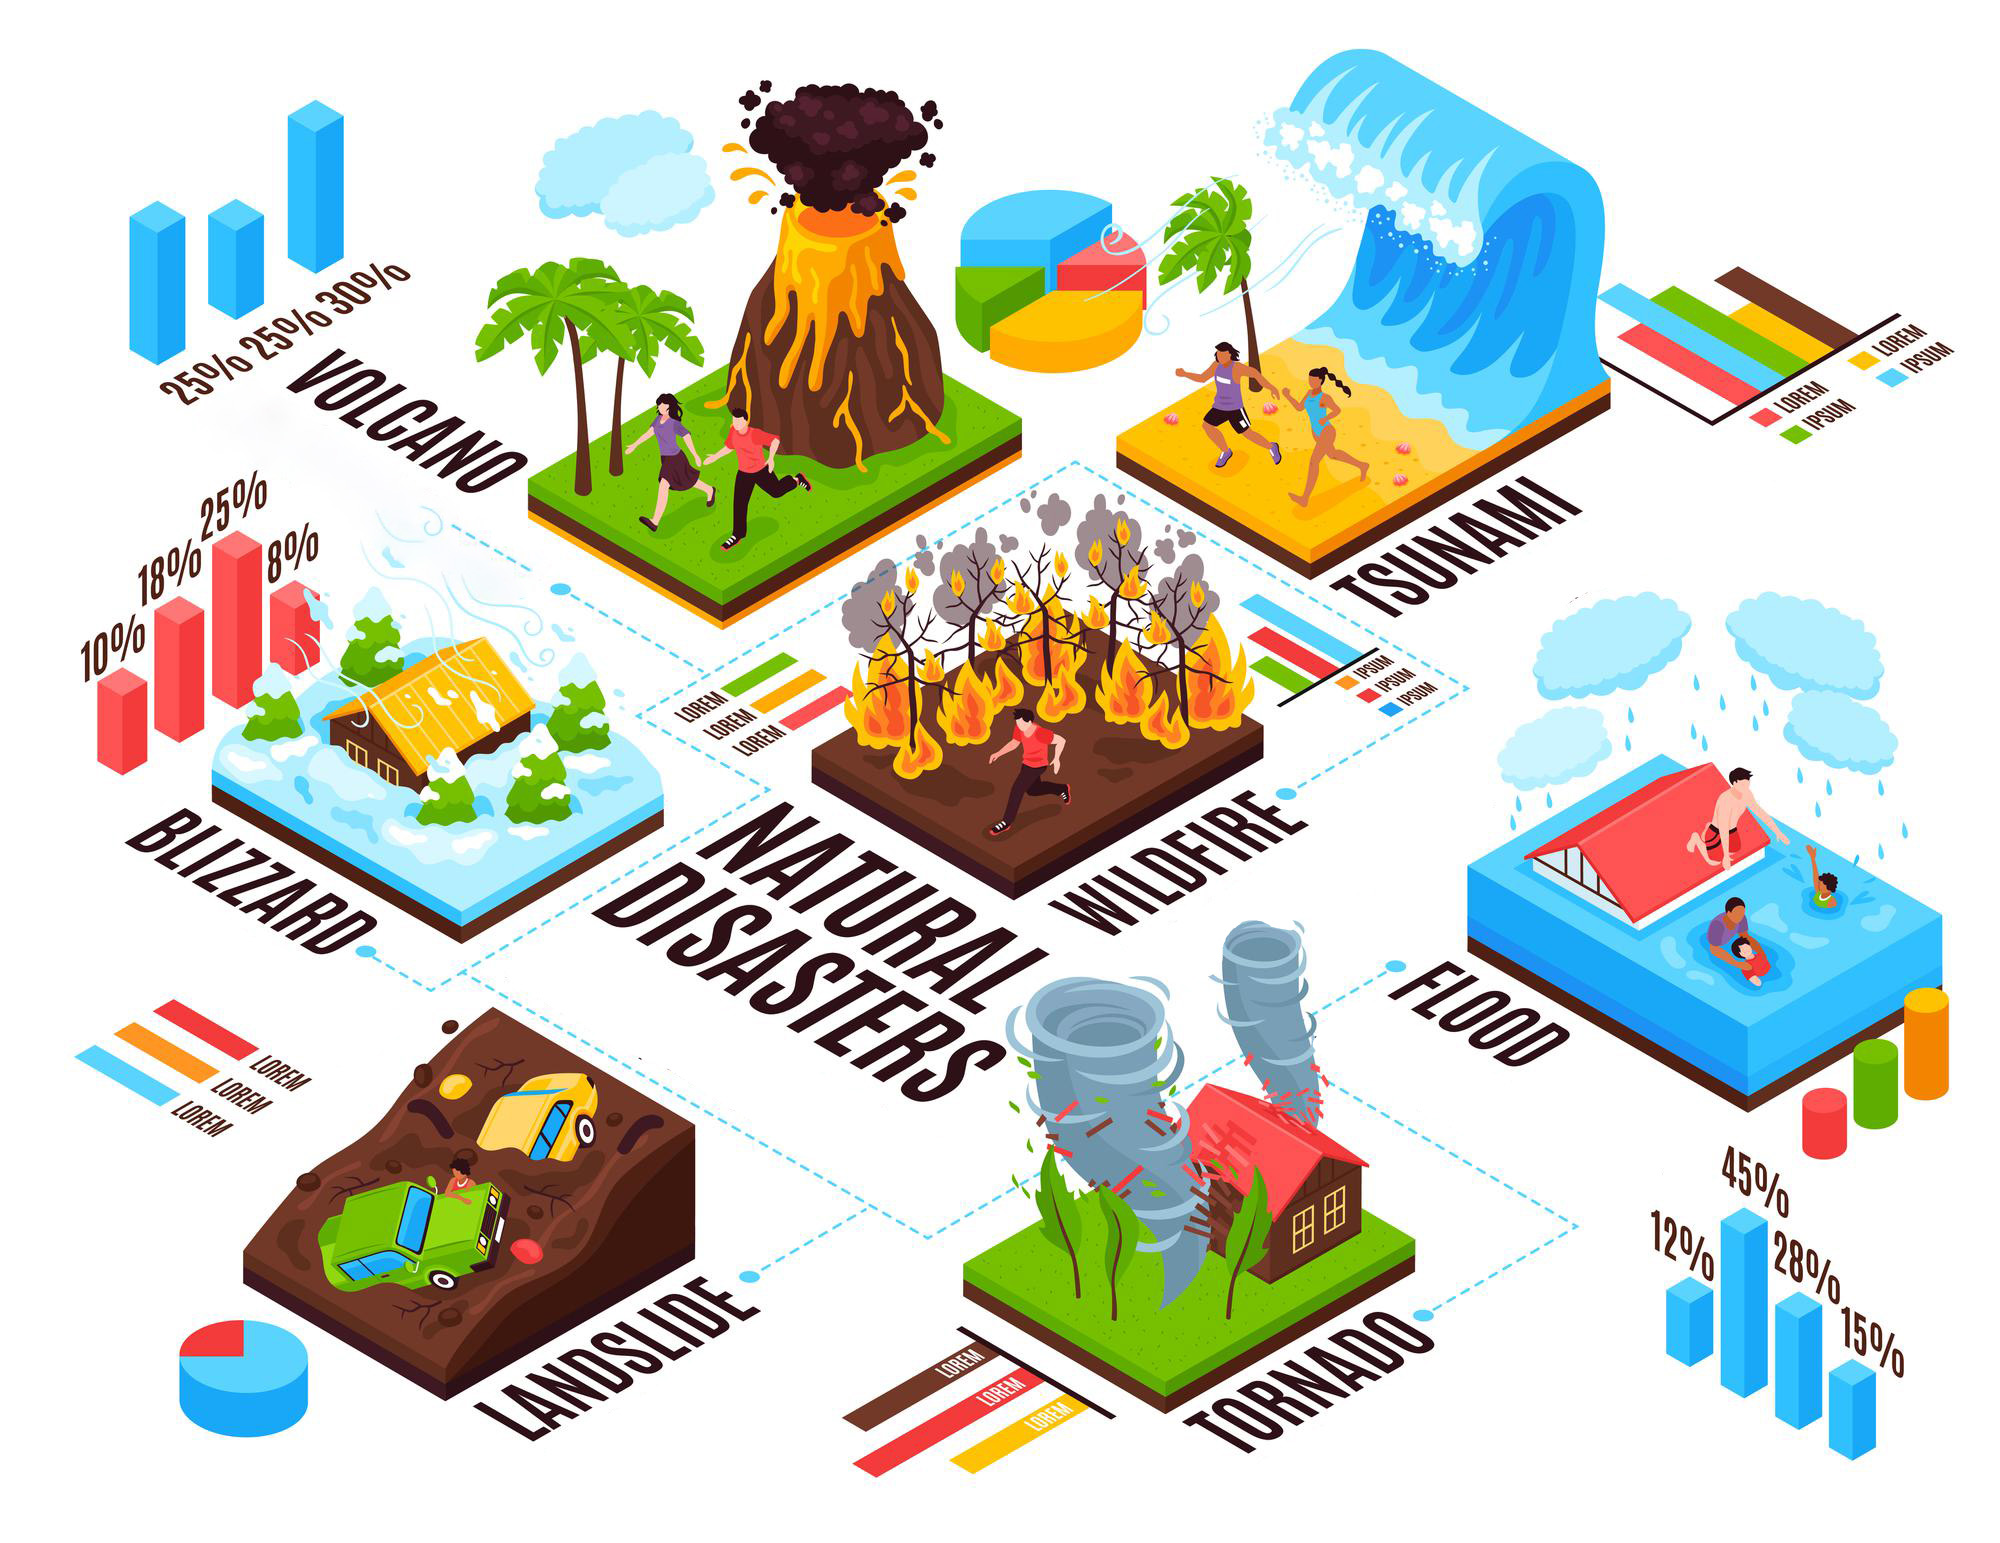 25% 25% 30%
VOLCANO
LOREM
IPSUM
LOREM
IPSUM
TSUNAMI
10%
18%
25%
8%
BLIZZARD
LOREM
LOREM
LOREM
IPSUM
IPSUM
IPSUM
WILDFIRE
NATURAL
DISASTERS
FLOOD
LOREM
LOREM
LOREM
LANDSLIDE
LOREM
LOREM
LOREM
TORNADO
12%
45%
28%
15%